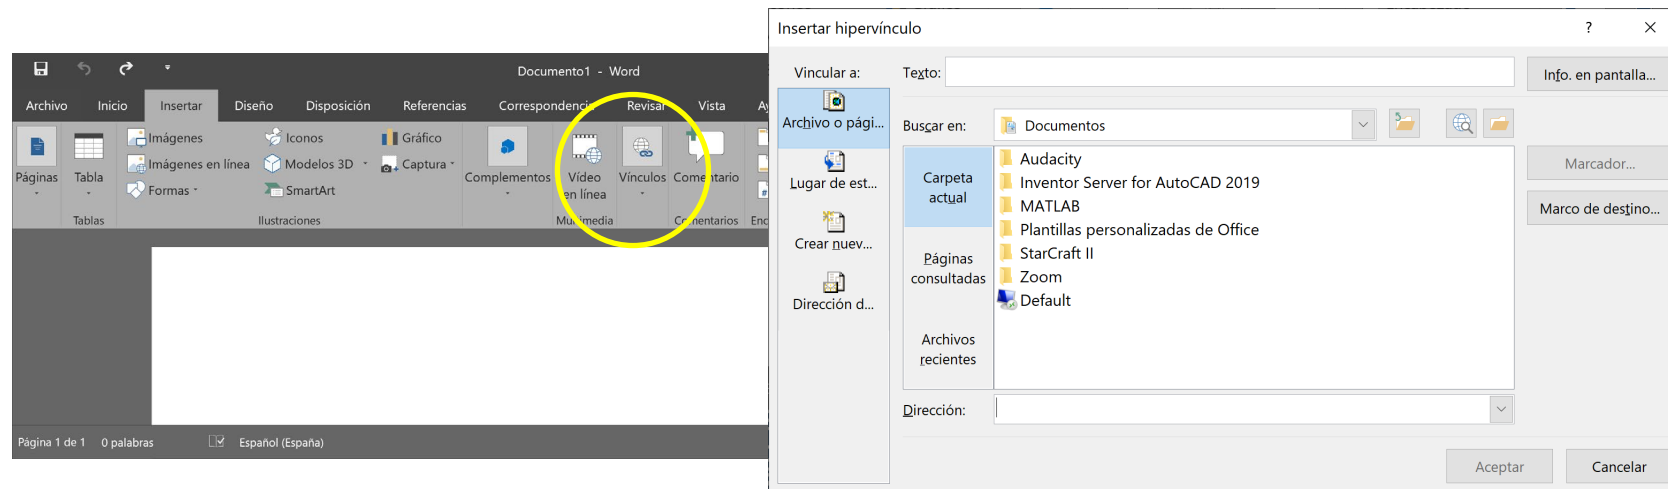 Documento1 - Word
Archivo Inicio Insertar Diseño Disposición Referencias Correspondencia Revisar Vista Ay
Páginas
Tabla
Tablas
Imágenes
Imágenes en línea
Formas
Iconos
Modelos 3D
SmartArt
Gráfico
Captura
Ilustraciones
Complementos
Vídeo
en línea
Multimedia
Vínculos
Comentario
Comentarios
Enc
Página 1 de 1 0 palabras Español (España)
Insertar hipervínculo ? X
Vincular a:
Archivo o pági...
Lugar de est...
Crear nuev...
Dirección d...
Texto:
Info. en pantalla...
Buscar en: Documentos
Carpeta
actual
Páginas
consultadas
Archivos
recientes
Audacity
Inventor Server for AutoCAD 2019
MATLAB
Plantillas personalizadas de Office
StarCraft II
Zoom
Default
Marcador...
Marco de destino...
Dirección:
Aceptar Cancelar